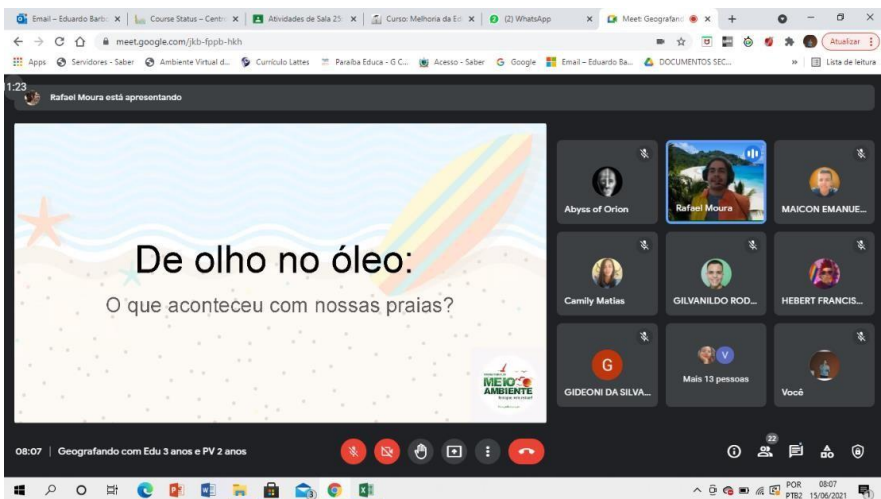 Email – Eduardo Barb
Course Status – Centr
Atividades de Sala 25
Curso: Melhoria da Ed
(2) WhatsApp
Meet: Geografand
meet.google.com/jkb-fppb-hkh
Atualizar
Apps
Servidores - Saber
Ambiente Virtual d...
Currículo Lattes
Paraíba Educa - G C...
Acesso - Saber
Google
Email – Eduardo Ba...
DOCUMENTOS SEC...
Lista de leitura
1:23
Rafael Moura está apresentando
De olho no óleo:
O que aconteceu com nossas praias?
MEIO
AMBIENTE
Abyss of Orion
Rafael Moura
MAICON EMANUE...
Camily Matias
GILVANILDO ROD...
HEBERT FRANCIS...
G
GIDEONI DA SILVA...
V
Mais 13 pessoas
Você
08:07 | Geografando com Edu 3 anos e PV 2 anos
22
POR
PTB2
08:07
15/06/2021